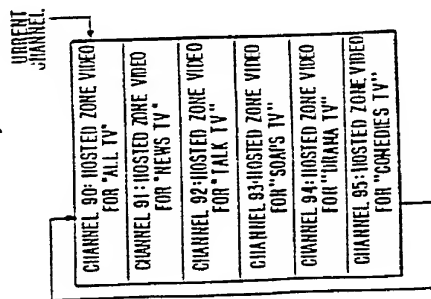 URRENT
CHANNEL
CHANNEL 90: HOSTED ZONE VIDEO
FOR "ALL TV"
CHANNEL 91: HOSTED ZONE VIDEO
FOR "NEWS TV"
CHANNEL 92: HOSTED ZONE VIDEO
FOR "TALK TV"
CHANNEL 93: HOSTED ZONE VIDEO
FOR "SOAPS TV"
CHANNEL 94: HOSTED ZONE VIDEO
FOR "DRAMA TV"
CHANNEL 95: HOSTED ZONE VIDEO
FOR "COMEDIES TV"